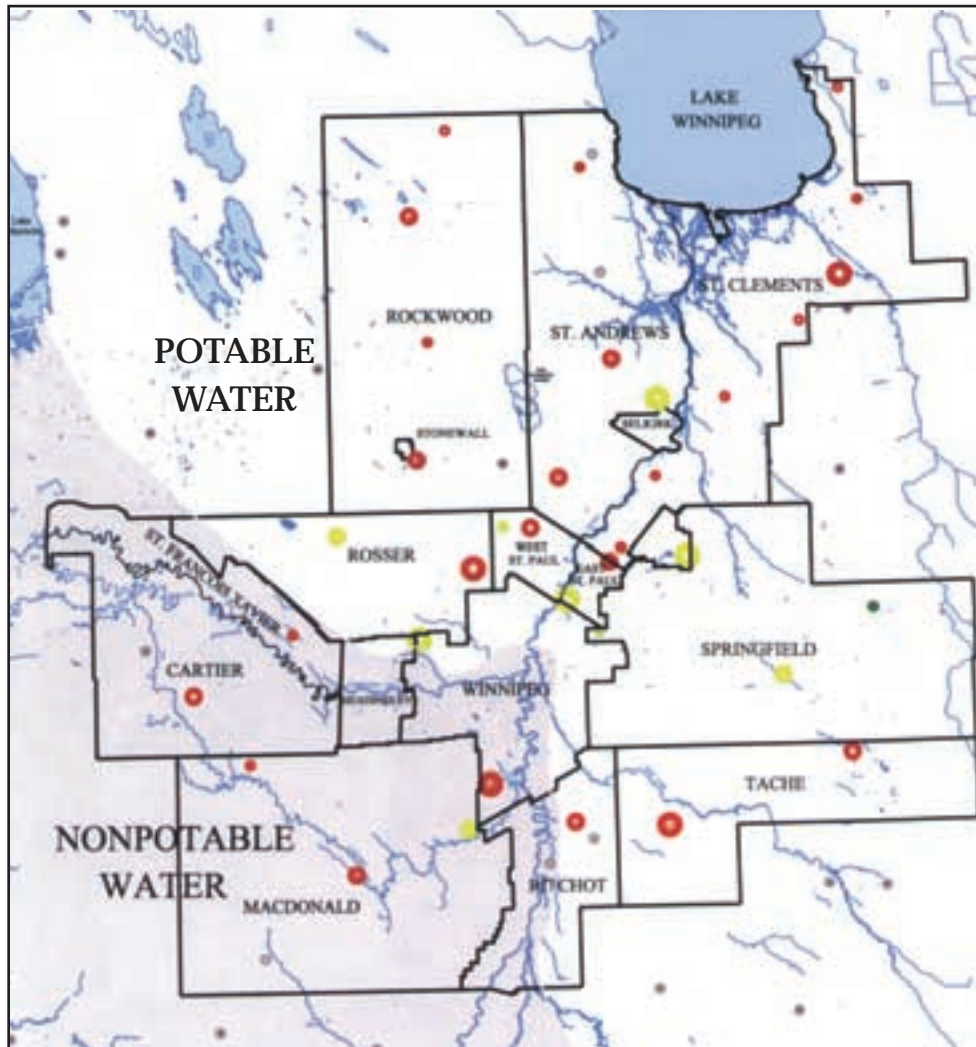 LAKE
WINNIPEG
ST. CLEMENTS
ROCKWOOD
ST. ANDREWS
POTABLE
WATER
STONEWALL
SELKIRK
ST. FRANCOIS XAVIER
ROSSER
WEST
ST. PAUL
EAST
ST. PAUL
SPRINGFIELD
CARTIER
WINNIPEG
HEADINGLEY
TACHE
NONPOTABLE
WATER
RITCHOT
MACDONALD